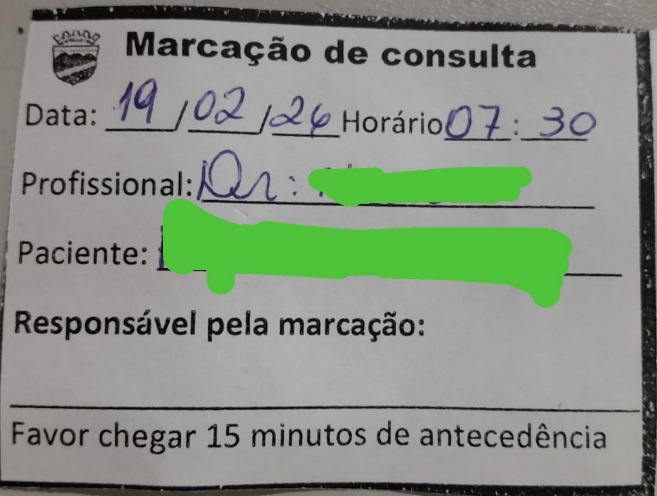 Marcação de consulta
Data: 19/02/26 Horário 07:30
Profissional: Dr:
Paciente:
Responsável pela marcação:
Favor chegar 15 minutos de antecedência